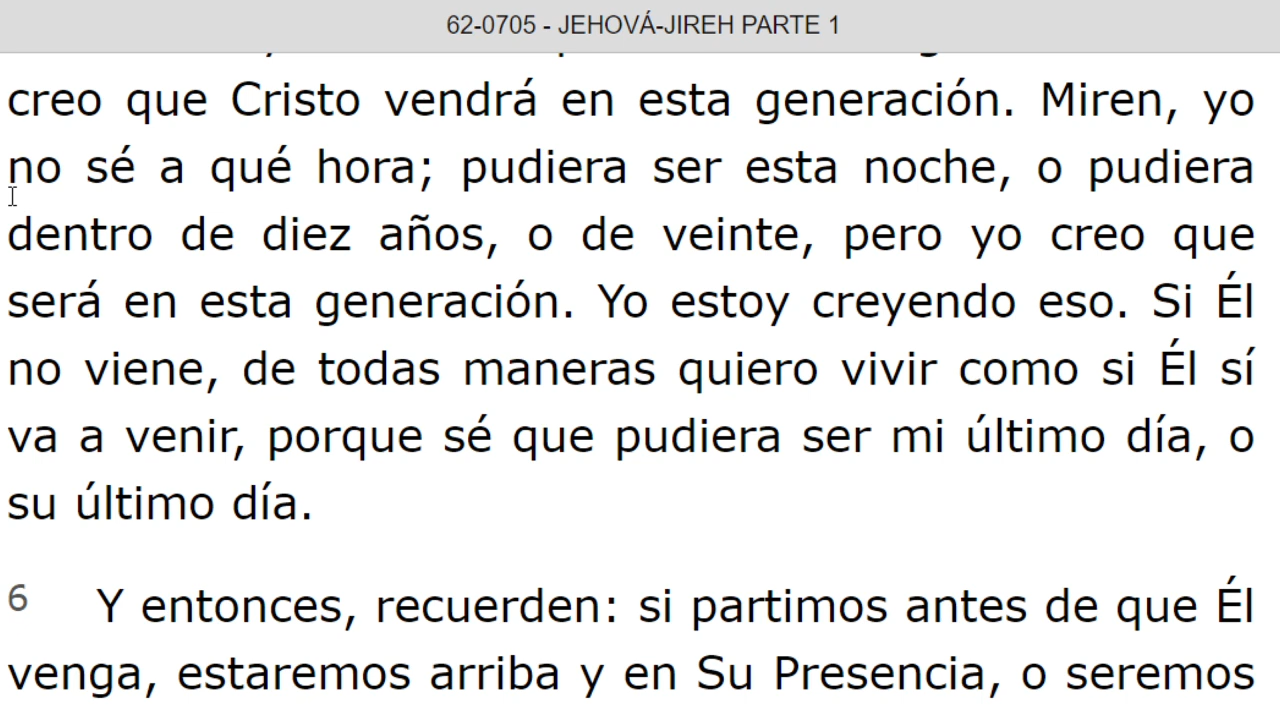 62-0705 - JEHOVÁ-JIREH PARTE 1
creo que Cristo vendrá en esta generación. Miren, yo
no sé a qué hora; pudiera ser esta noche, o pudiera
dentro de diez años, o de veinte, pero yo creo que
será en esta generación. Yo estoy creyendo eso. Si Él
no viene, de todas maneras quiero vivir como si Él sí
va a venir, porque sé que pudiera ser mi último día, o
su último día.
6 Y entonces, recuerden: si partimos antes de que Él
venga, estaremos arriba y en Su Presencia, o seremos